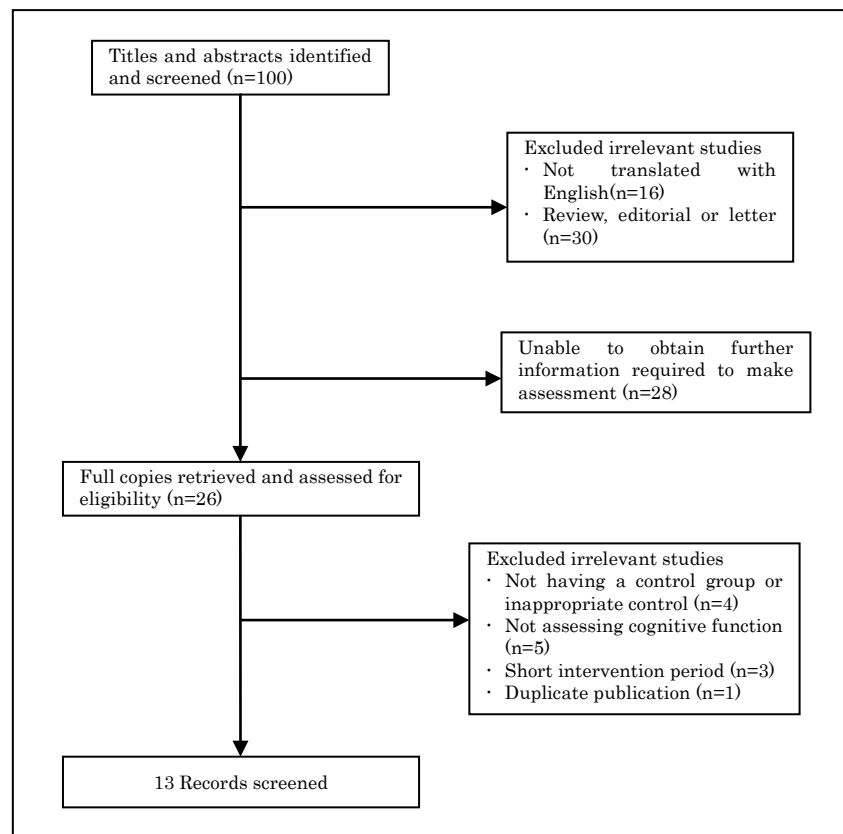 Titles and abstracts identified
and screened (n=100)
Excluded irrelevant studies
· Not translated with
English(n=16)
· Review, editorial or letter
(n=30)
Unable to obtain further
information required to make
assessment (n=28)
Full copies retrieved and assessed for
eligibility (n=26)
Excluded irrelevant studies
· Not having a control group or
inappropriate control (n=4)
· Not assessing cognitive function
(n=5)
· Short intervention period (n=3)
· Duplicate publication (n=1)
13 Records screened